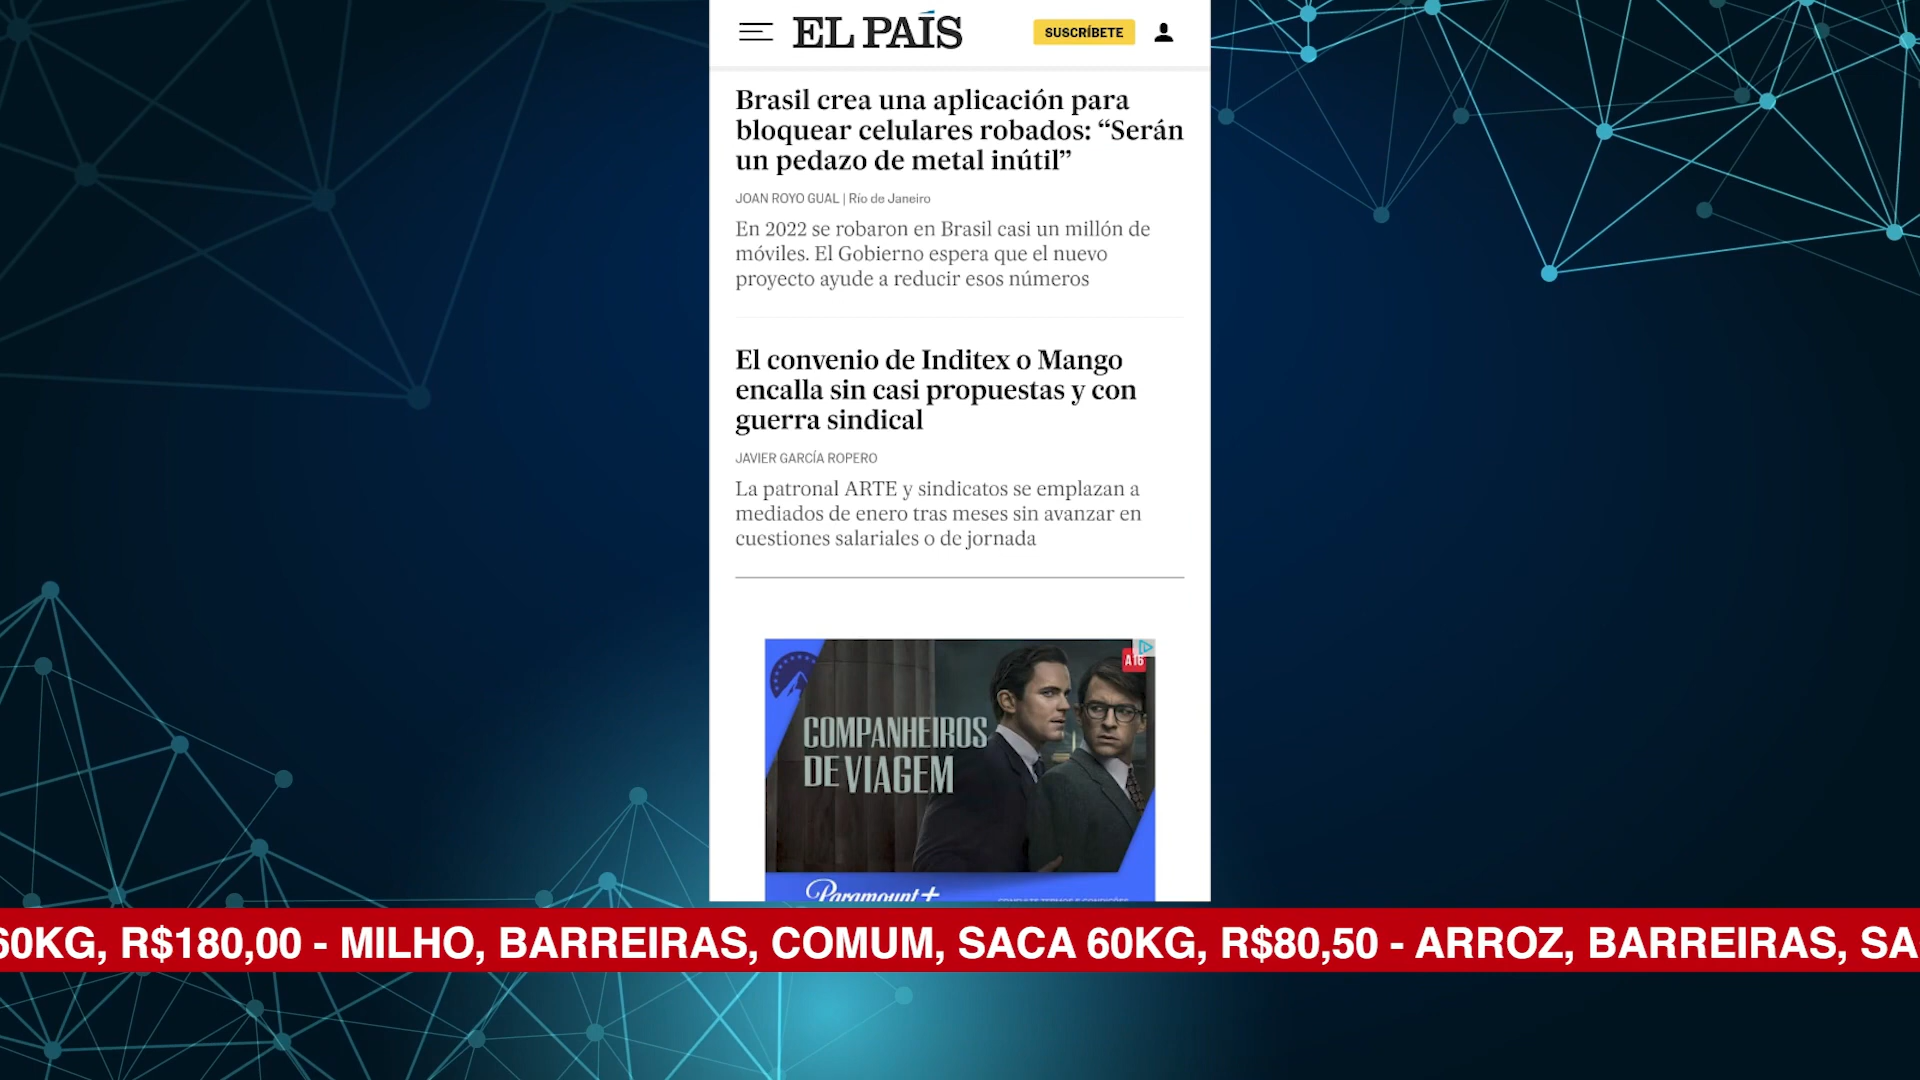 EL PAÍS
SUSCRÍBETE
Brasil crea una aplicación para
bloquear celulares robados: “Serán
un pedazo de metal inútil”
JOAN ROYO GUAL | Río de Janeiro
En 2022 se robaron en Brasil casi un millón de
móviles. El Gobierno espera que el nuevo
proyecto ayude a reducir esos números
El convenio de Inditex o Mango
encalla sin casi propuestas y con
guerra sindical
JAVIER GARCÍA ROPERO
La patronal ARTE y sindicatos se emplazan a
mediados de enero tras meses sin avanzar en
cuestiones salariales o de jornada
A16
COMPANHEIROS
DE VIAGEM
Paramount+
60KG, R$180,00 - MILHO, BARREIRAS, COMUM, SACA 60KG, R$80,50 - ARROZ, BARREIRAS, SA